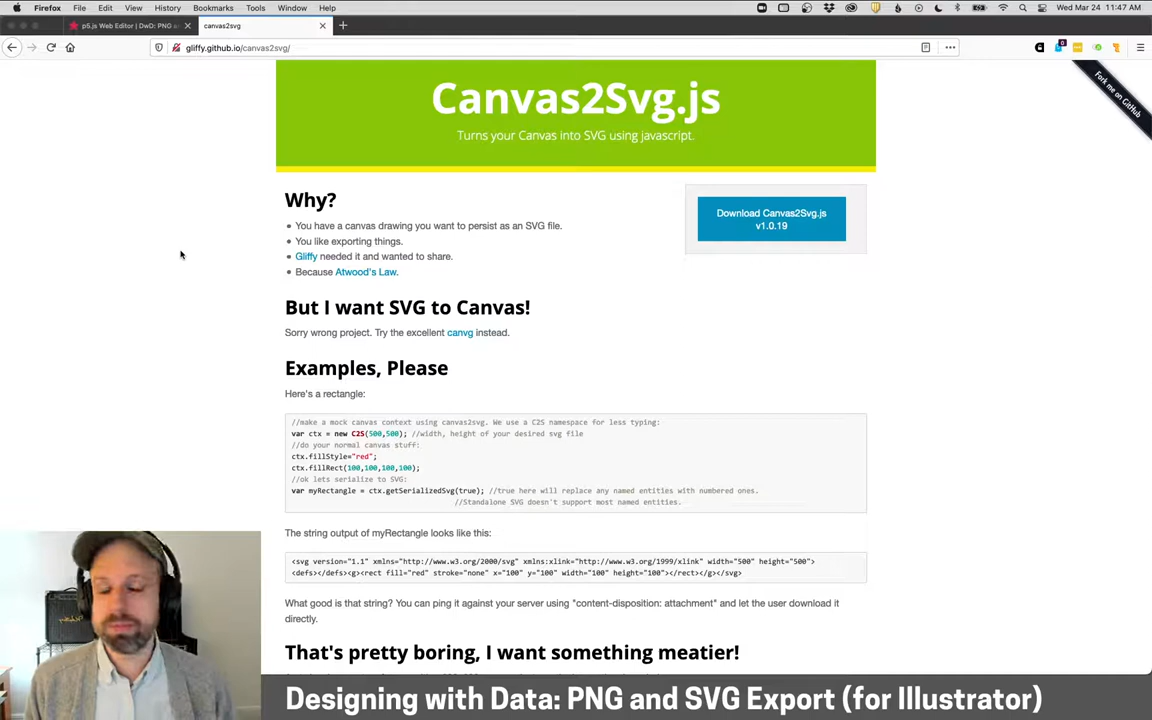 Firefox File Edit View History Bookmarks Tools Window Help
Wed Mar 24 11:47 AM
p5.js Web Editor | DwD: PNG a
canvas2svg
gliffy.github.io/canvas2svg/
Fork me on GitHub
Canvas2Svg.js
Turns your Canvas into SVG using javascript.
Why?
You have a canvas drawing you want to persist as an SVG file.
You like exporting things.
Gliffy needed it and wanted to share.
Because Atwood's Law.
Download Canvas2Svg.js
v1.0.19
But I want SVG to Canvas!
Sorry wrong project. Try the excellent canvg instead.
Examples, Please
Here's a rectangle:
//make a mock canvas context using canvas2svg. We use a C2S namespace for less typing:
var ctx = new C2S(500,500); //width, height of your desired svg file
//do your normal canvas stuff:
ctx.fillStyle="red";
ctx.fillRect(100,100,100,100);
//ok lets serialize to SVG:
var myRectangle = ctx.getSerializedSvg(true); //true here will replace any named entities with numbered ones.
//Standalone SVG doesn't support most named entities.
The string output of myRectangle looks like this:
<svg version="1.1" xmlns="http://www.w3.org/2000/svg" xmlns:xlink="http://www.w3.org/1999/xlink" width="500" height="500">
<defs></defs><g><rect fill="red" stroke="none" x="100" y="100" width="100" height="100"></rect></g></svg>
What good is that string? You can ping it against your server using "content-disposition: attachment" and let the user download it
directly.
That's pretty boring, I want something meatier!
Designing with Data: PNG and SVG Export (for Illustrator)